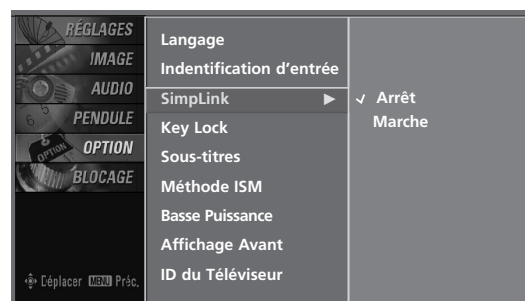 RÉGLAGES
IMAGE
AUDIO
PENDULE
OPTION
BLOCAGE
Déplacer MENU Préc.
Langage
Indentification d'entrée
SimpLink ▶
Key Lock
Sous-titres
Méthode ISM
Basse Puissance
Affichage Avant
ID du Téléviseur
✓ Arrêt
Marche